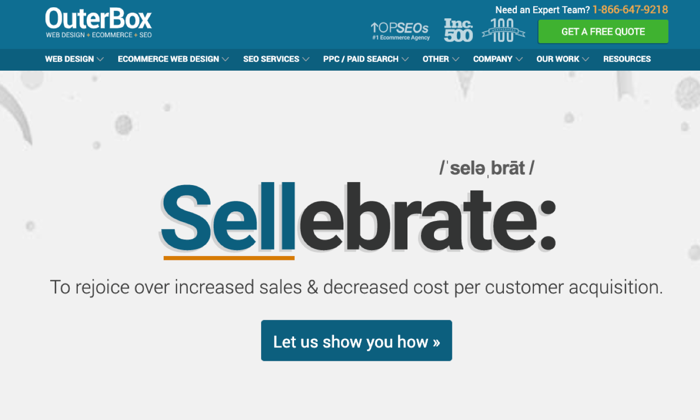 OuterBox
WEB DESIGN + ECOMMERCE + SEO
TOPSEOs
#1 Ecommerce Agency
Inc.
500
100
Need an Expert Team? 1-866-647-9218
GET A FREE QUOTE
WEB DESIGN ECOMMERCE WEB DESIGN SEO SERVICES PPC / PAID SEARCH OTHER COMPANY OUR WORK RESOURCES
/ˈseləˌbrāt /
Sellebrate:
To rejoice over increased sales & decreased cost per customer acquisition.
Let us show you how »